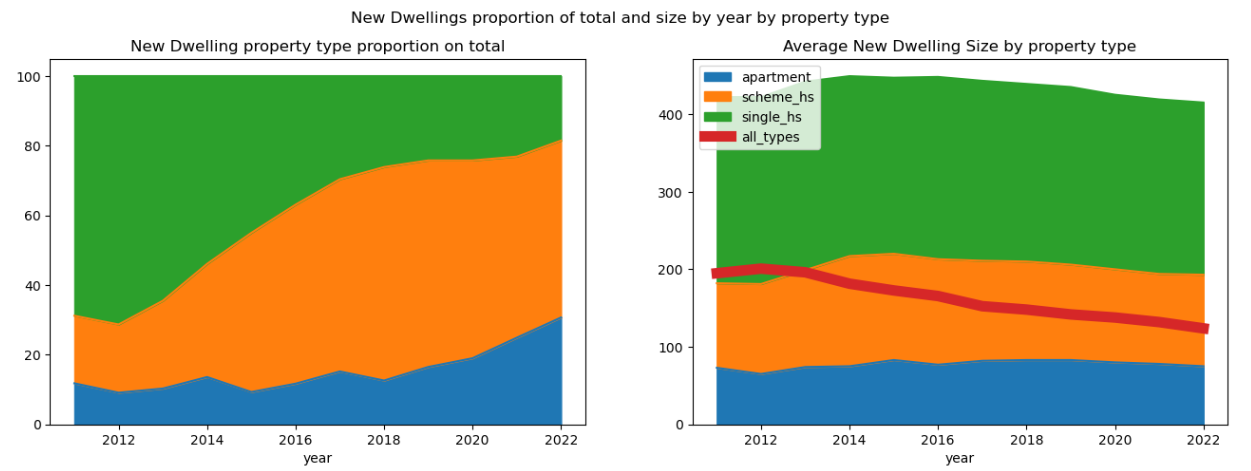 New Dwellings proportion of total and size by year by property type
New Dwelling property type proportion on total
100
80
60
40
20
0
2012 2014 2016 2018 2020 2022
year
Average New Dwelling Size by property type
apartment
scheme_hs
single_hs
all_types
400
300
200
100
0
2012 2014 2016 2018 2020 2022
year